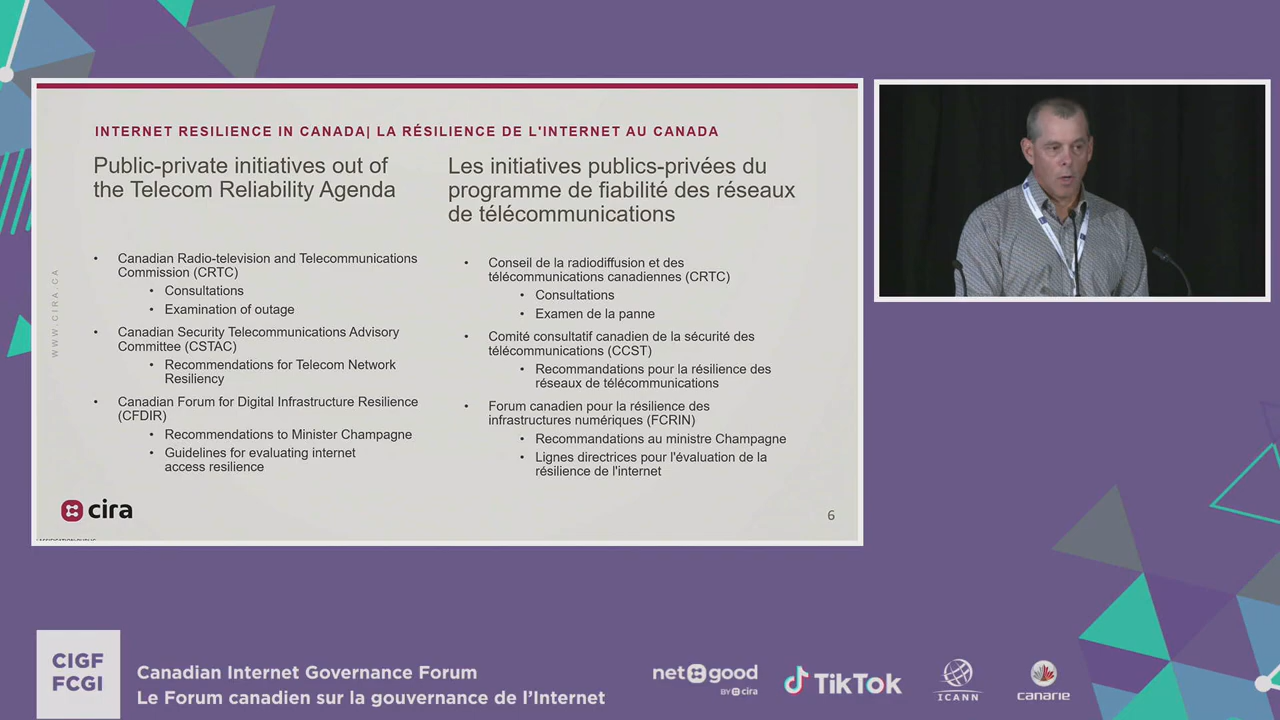 INTERNET RESILIENCE IN CANADA| LA RÉSILIENCE DE L'INTERNET AU CANADA
Public-private initiatives out of
the Telecom Reliability Agenda
• Canadian Radio-television and Telecommunications
Commission (CRTC)
• Consultations
• Examination of outage
• Canadian Security Telecommunications Advisory
Committee (CSTAC)
• Recommendations for Telecom Network
Resiliency
• Canadian Forum for Digital Infrastructure Resilience
(CFDIR)
• Recommendations to Minister Champagne
• Guidelines for evaluating internet
access resilience
Les initiatives publics-privées du
programme de fiabilité des réseaux
de télécommunications
• Conseil de la radiodiffusion et des
télécommunications canadiennes (CRTC)
• Consultations
• Examen de la panne
• Comité consultatif canadien de la sécurité des
télécommunications (CCST)
• Recommandations pour la résilience des
réseaux de télécommunications
• Forum canadien pour la résilience des
infrastructures numériques (FCRIN)
• Recommandations au ministre Champagne
• Lignes directrices pour l'évaluation de la
résilience de l'internet
WWW.CIRA.CA
cira
6
CIGF
FCGI
Canadian Internet Governance Forum
Le Forum canadien sur la gouvernance de l'Internet
net good
BY cira
TikTok
ICANN
canarie